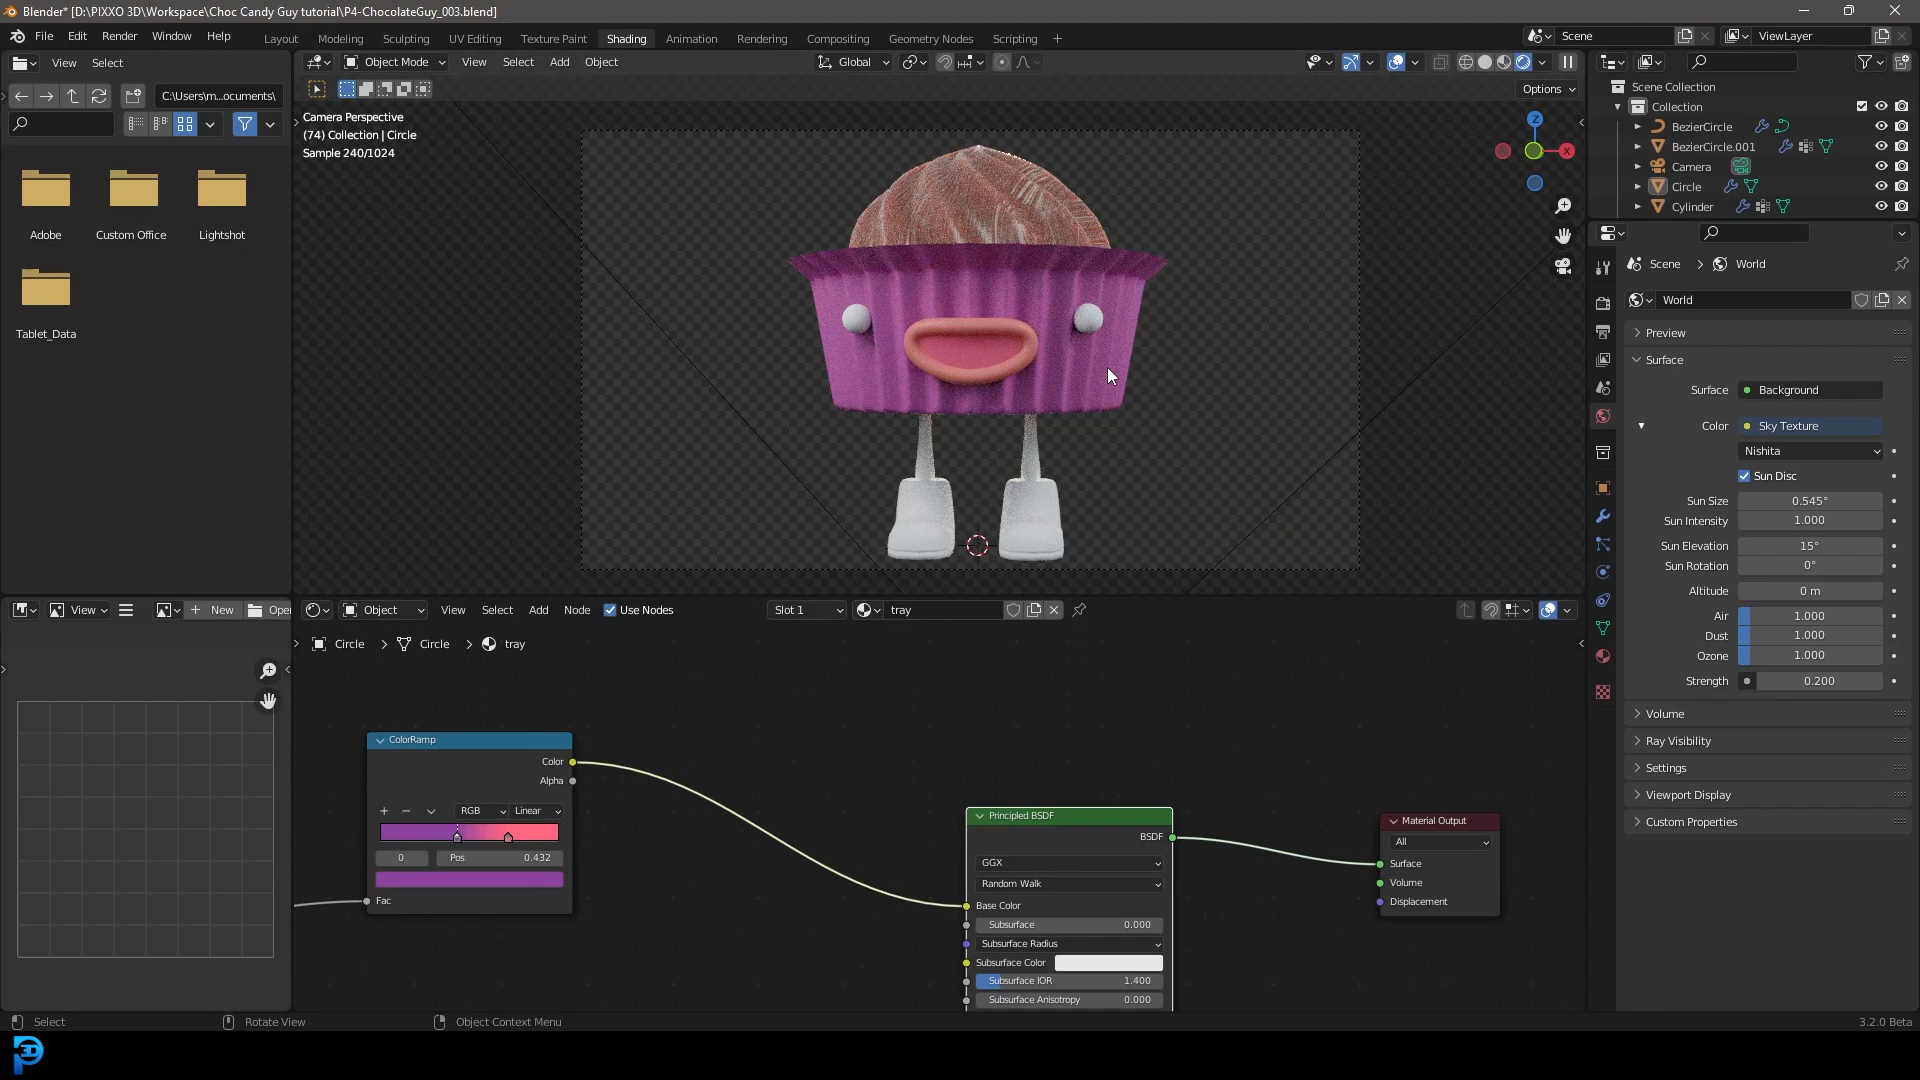 Blender* [D:\PIXXO 3D\Workspace\Choc Candy Guy tutorial\P4-ChocolateGuy_003.blend]
File Edit Render Window Help
Layout Modeling Sculpting UV Editing Texture Paint Shading Animation Rendering Compositing Geometry Nodes Scripting +
Scene
ViewLayer
View Select
Object Mode View Select Add Object
Global
C:\Users\m...ocuments\
Options
Adobe
Custom Office
Lightshot
Tablet_Data
Camera Perspective
(74) Collection | Circle
Sample 240/1024
Z
X
Scene Collection
Collection
BezierCircle
BezierCircle.001
Camera
Circle
Cylinder
Scene > World
World
Preview
Surface
Surface Background
Color Sky Texture
Nishita
Sun Disc
Sun Size 0.545°
Sun Intensity 1.000
Sun Elevation 15°
Sun Rotation 0°
Altitude 0 m
Air 1.000
Dust 1.000
Ozone 1.000
Strength 0.200
Volume
Ray Visibility
Settings
Viewport Display
Custom Properties
View
New
Open
Object View Select Add Node Use Nodes
Slot 1
tray
Circle > Circle > tray
ColorRamp
Color
Alpha
RGB Linear
0 Pos 0.432
Fac
Principled BSDF
BSDF
GGX
Random Walk
Base Color
Subsurface 0.000
Subsurface Radius
Subsurface Color
Subsurface IOR 1.400
Subsurface Anisotropy 0.000
Material Output
All
Surface
Volume
Displacement
Select
Rotate View
Object Context Menu
3.2.0 Beta
3D